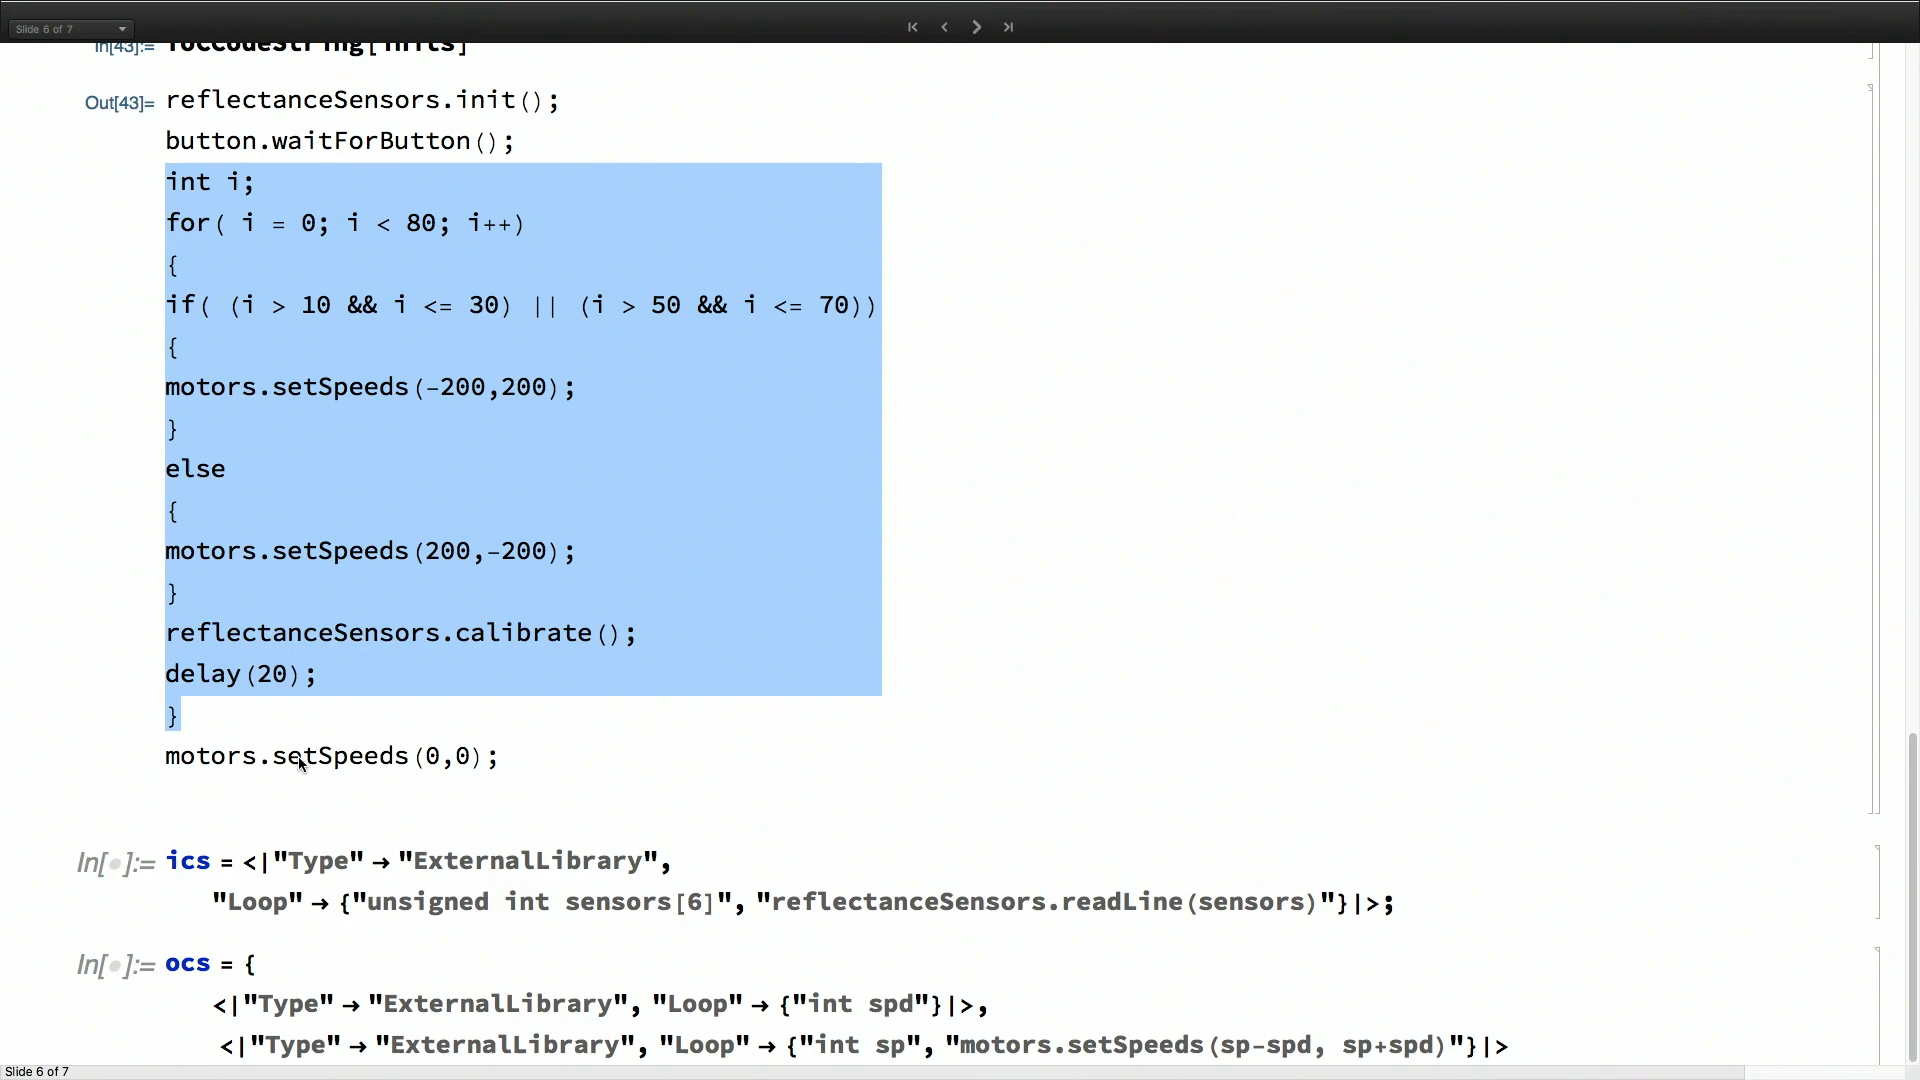 Slide 6 of 7
In[43]:= ToCCodeString[inits]
Out[43]= reflectanceSensors.init();
button.waitForButton();
int i;
for( i = 0; i < 80; i++)
{
if( (i > 10 && i <= 30) || (i > 50 && i <= 70))
{
motors.setSpeeds(-200,200);
}
else
{
motors.setSpeeds(200,-200);
}
reflectanceSensors.calibrate();
delay(20);
}
motors.setSpeeds(0,0);
In[●]:= ics = <|"Type" → "ExternalLibrary",
"Loop" → {"unsigned int sensors[6]", "reflectanceSensors.readLine(sensors)"}|>;
In[●]:= ocs = {
<|"Type" → "ExternalLibrary", "Loop" → {"int spd"}|>,
<|"Type" → "ExternalLibrary", "Loop" → {"int sp", "motors.setSpeeds(sp-spd, sp+spd)"}|>
Slide 6 of 7